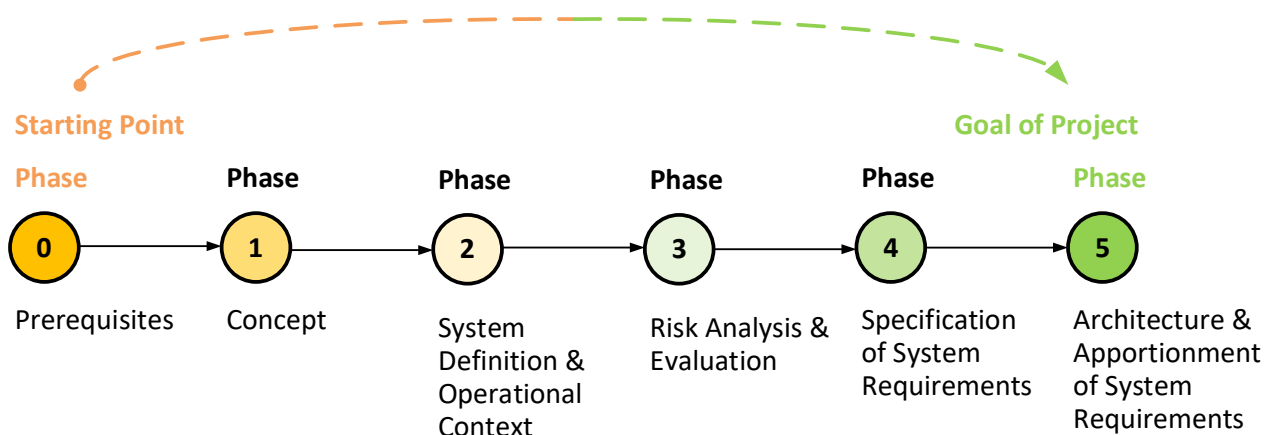 Starting Point
Goal of Project
Phase
Phase
Phase
Phase
Phase
Phase
0
1
2
3
4
5
Prerequisites
Concept
System
Definition &
Operational
Context
Risk Analysis &
Evaluation
Specification
of System
Requirements
Architecture &
Apportionment
of System
Requirements